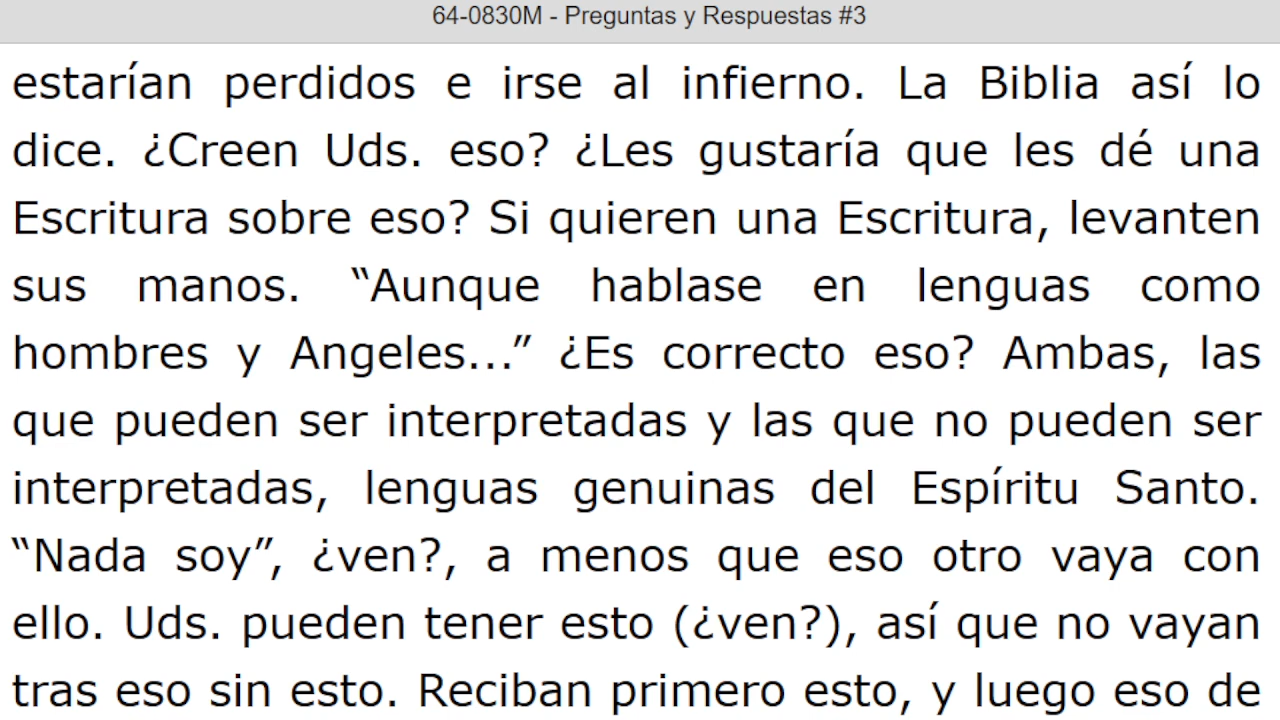 64-0830M - Preguntas y Respuestas #3
estarían perdidos e irse al infierno. La Biblia así lo
dice. ¿Creen Uds. eso? ¿Les gustaría que les dé una
Escritura sobre eso? Si quieren una Escritura, levanten
sus manos. “Aunque hablase en lenguas como
hombres y Angeles...” ¿Es correcto eso? Ambas, las
que pueden ser interpretadas y las que no pueden ser
interpretadas, lenguas genuinas del Espíritu Santo.
“Nada soy”, ¿ven?, a menos que eso otro vaya con
ello. Uds. pueden tener esto (¿ven?), así que no vayan
tras eso sin esto. Reciban primero esto, y luego eso de